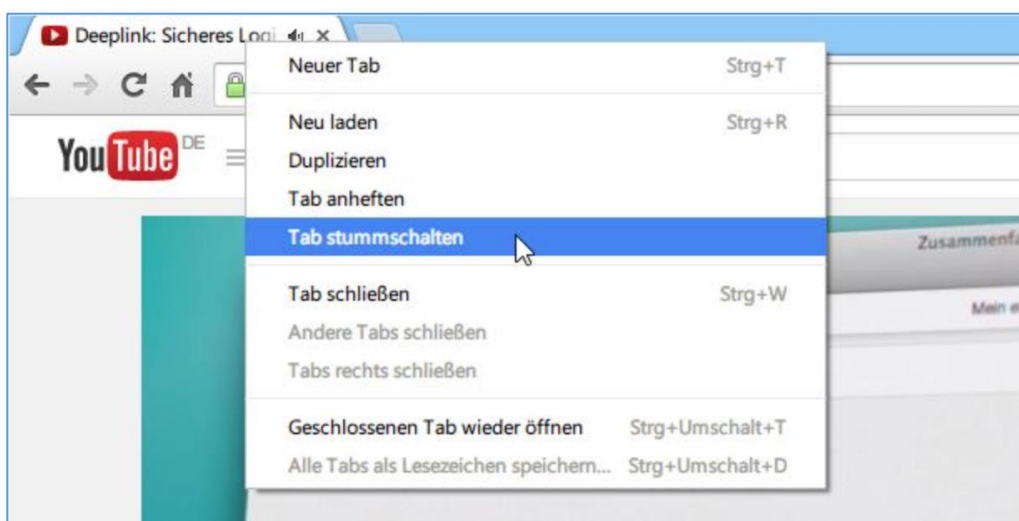 Deeplink: Sicheres Logi
Neuer Tab Strg+T
Neu laden Strg+R
YouTube DE
Duplizieren
Tab anheften
Tab stummschalten
Zusammenfa
Tab schließen Strg+W
Mein e
Andere Tabs schließen
Tabs rechts schließen
Geschlossenen Tab wieder öffnen Strg+Umschalt+T
Alle Tabs als Lesezeichen speichern... Strg+Umschalt+D